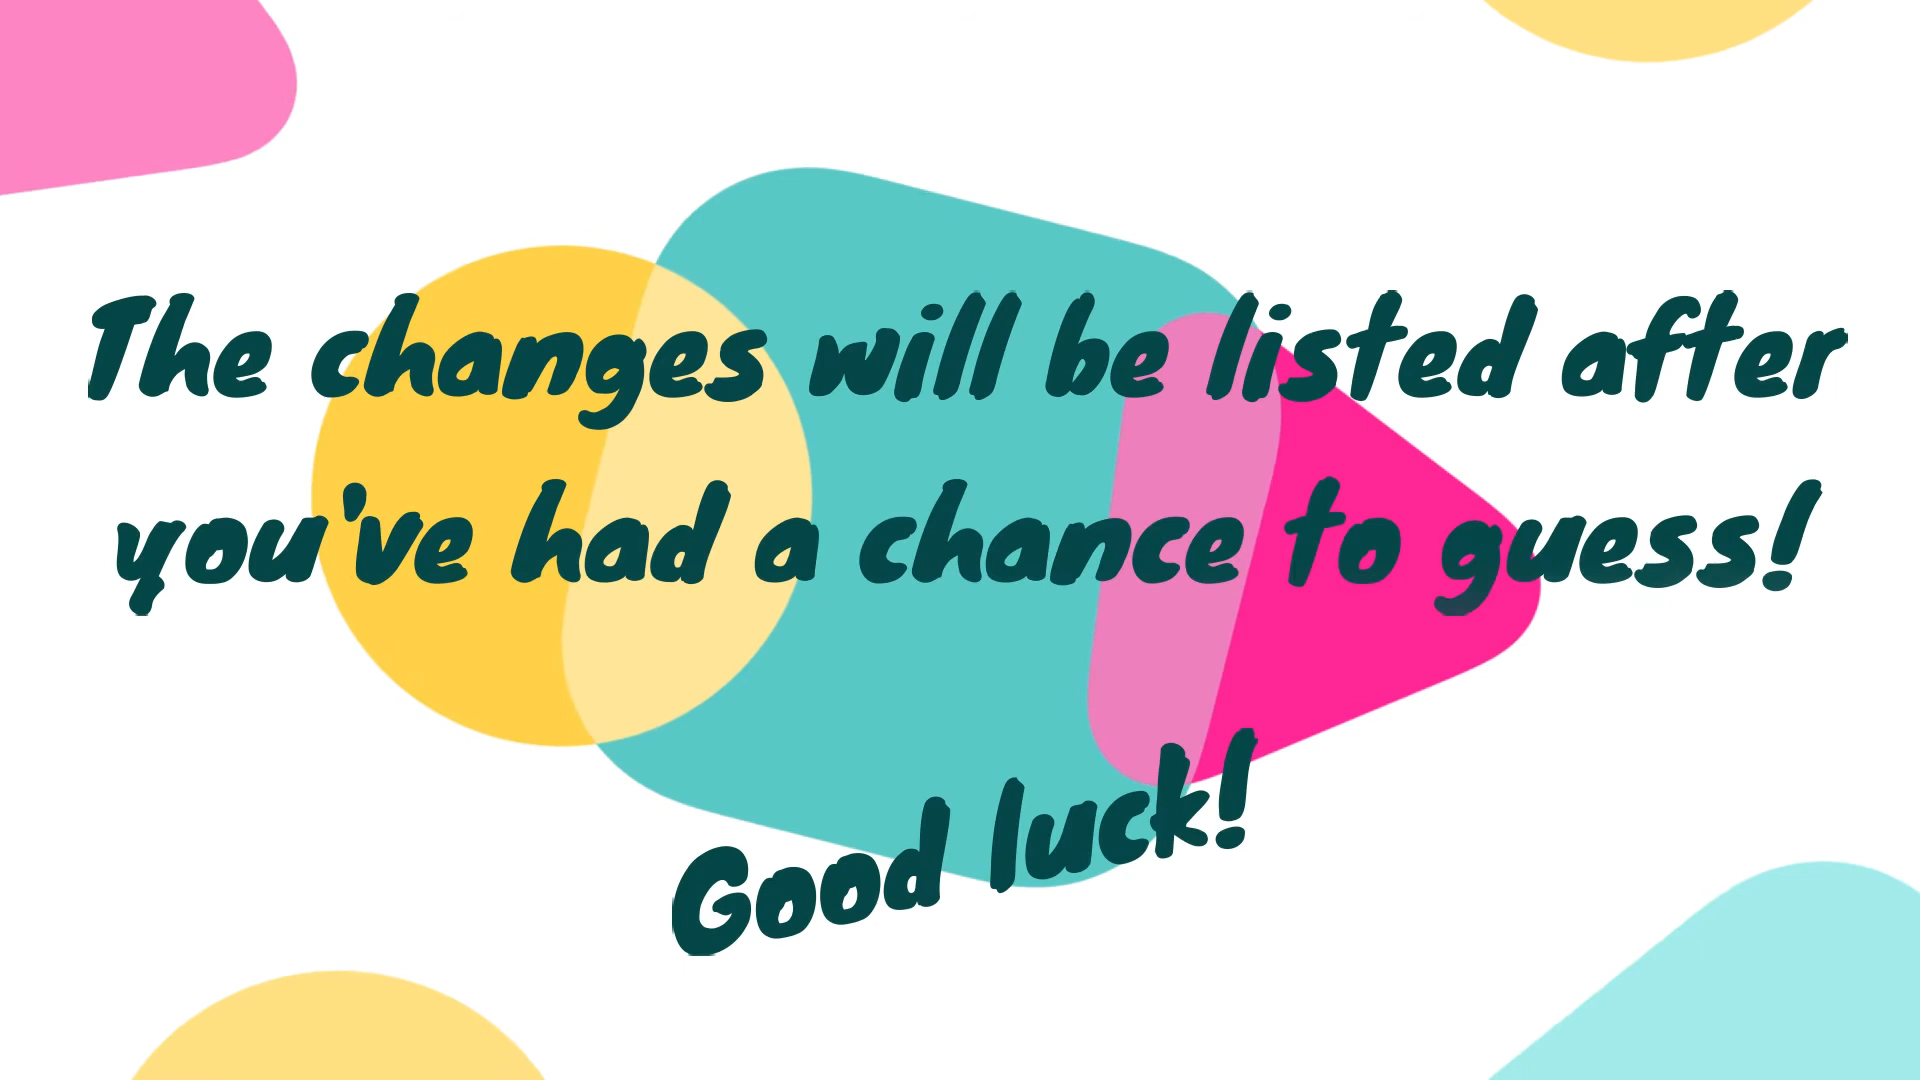 The changes will be listed after
you've had a chance to guess!
Good luck!